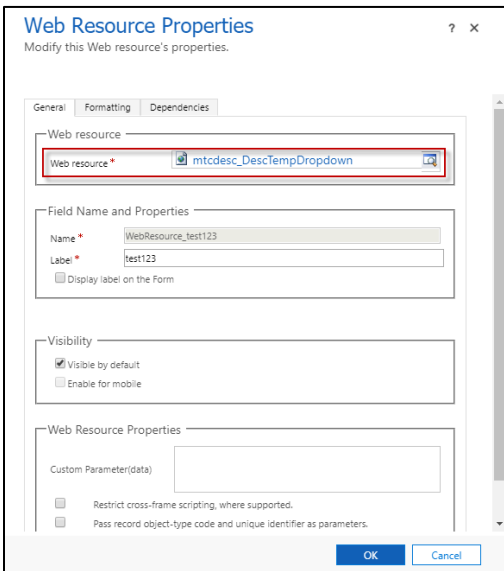 Web Resource Properties
? ×
Modify this Web resource's properties.
General Formatting Dependencies
Web resource
Web resource * mtcdesc_DescTempDropdown
Field Name and Properties
Name * WebResource_test123
Label * test123
Display label on the Form
Visibility
Visible by default
Enable for mobile
Web Resource Properties
Custom Parameter(data)
Restrict cross-frame scripting, where supported.
Pass record object-type code and unique identifier as parameters.
OK Cancel